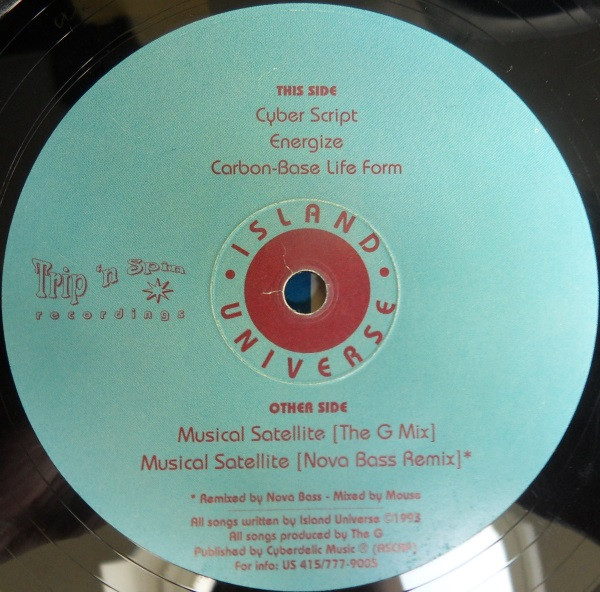 THIS SIDE
Cyber Script
Energize
Carbon-Base Life Form
• ISLAND •
UNIVERSE
Trip 'n Spin
recordings
OTHER SIDE
Musical Satellite [The G Mix]
Musical Satellite [Nova Bass Remix]*
* Remixed by Nova Bass - Mixed by Mouse
All songs written by Island Universe ©1993
All songs produced by The G
Published by Cyberdelic Music ℗ (ASCAP)
For info: US 415/777-9005